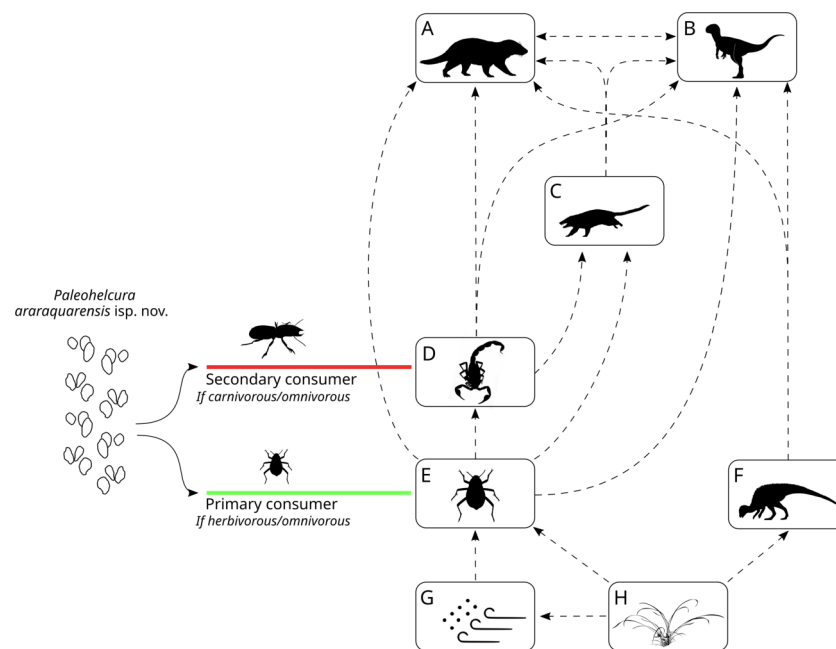 A
B
C
Paleohelcura
araraquarensis isp. nov.
D
Secondary consumer
If carnivorous/omnivorous
E
F
Primary consumer
If herbivorous/omnivorous
G
H